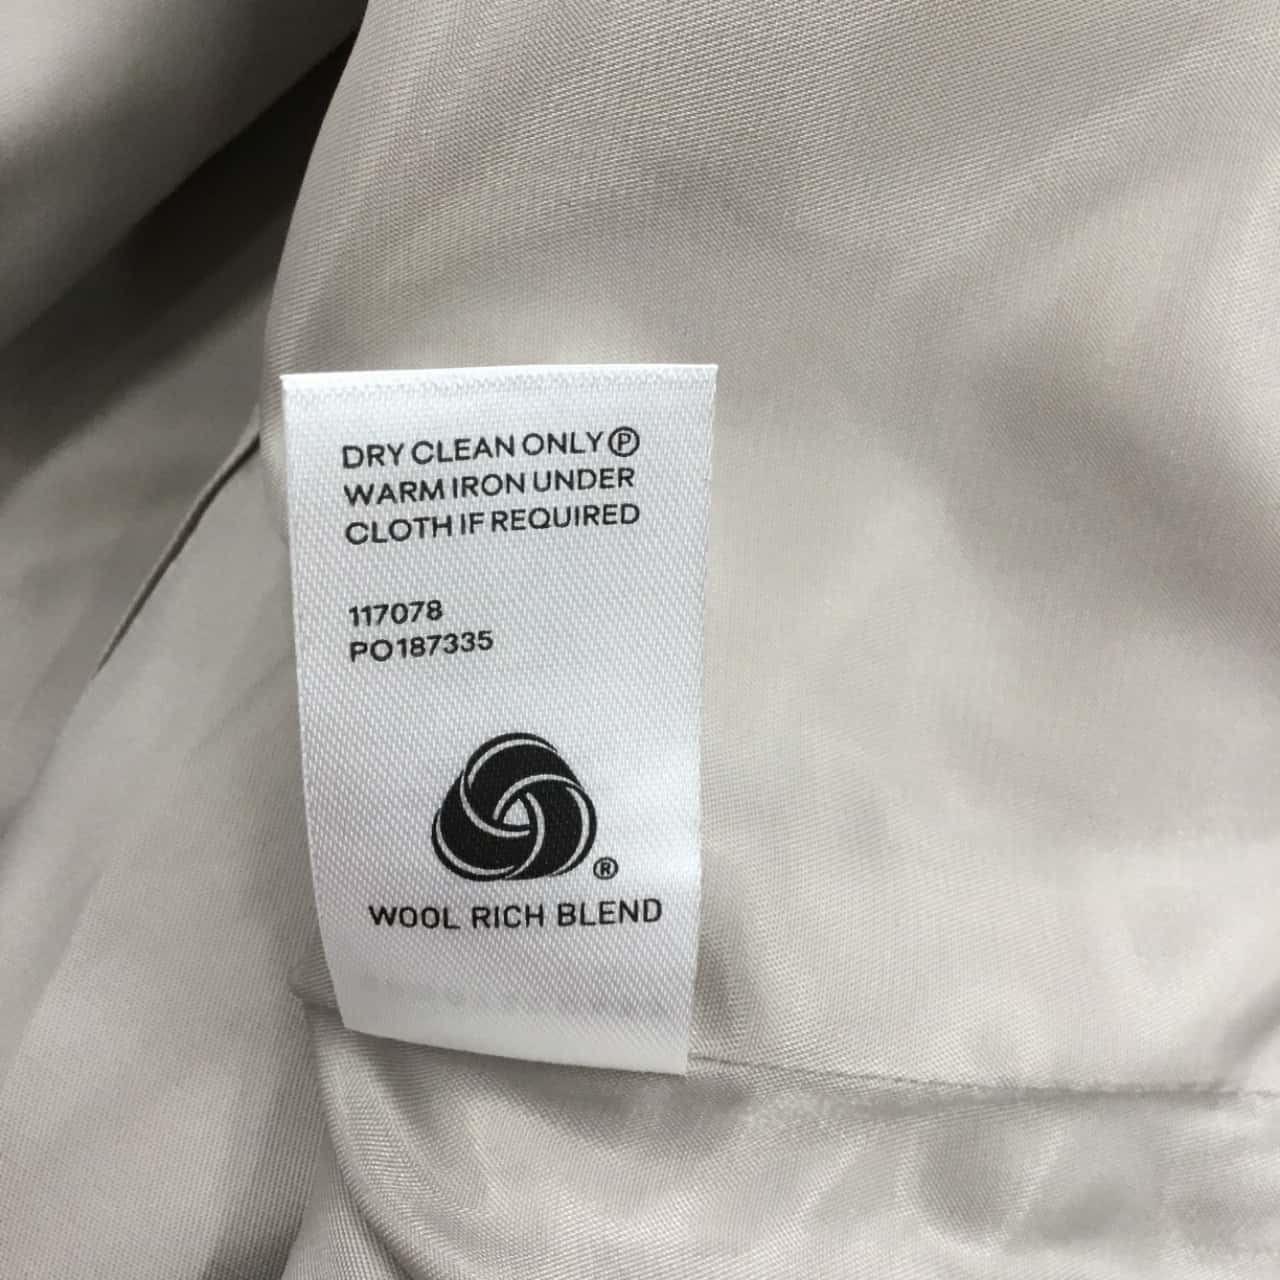 DRY CLEAN ONLY Ⓟ
WARM IRON UNDER
CLOTH IF REQUIRED
117078
PO187335
®
WOOL RICH BLEND